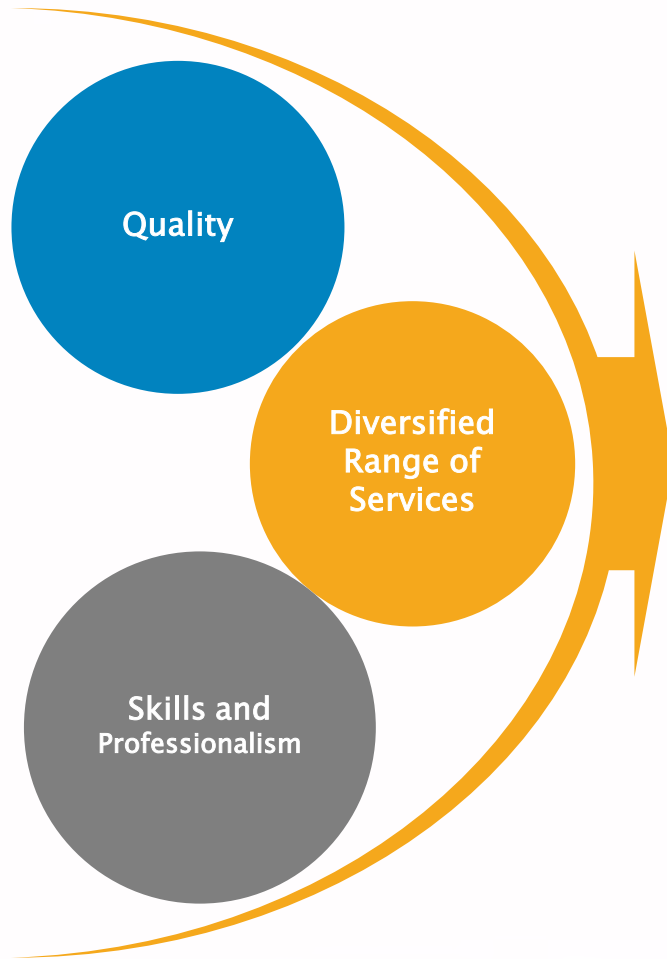 Quality
Diversified
Range of
Services
Skills and
Professionalism